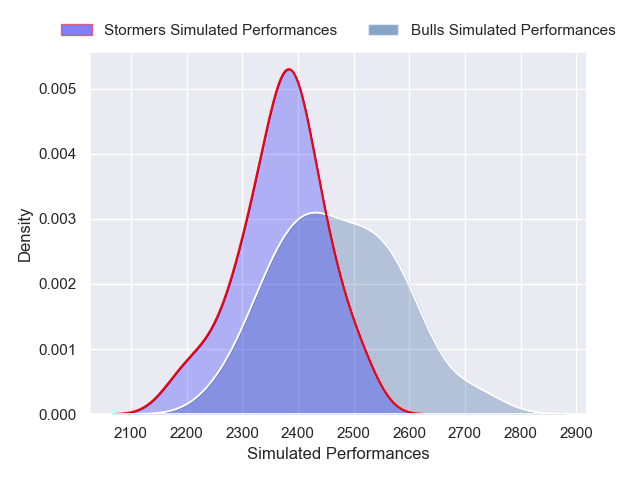 Stormers Simulated Performances Bulls Simulated Performances
0.005
0.004
0.003
0.002
0.001
0.000
Density
2100 2200 2300 2400 2500 2600 2700 2800 2900
Simulated Performances